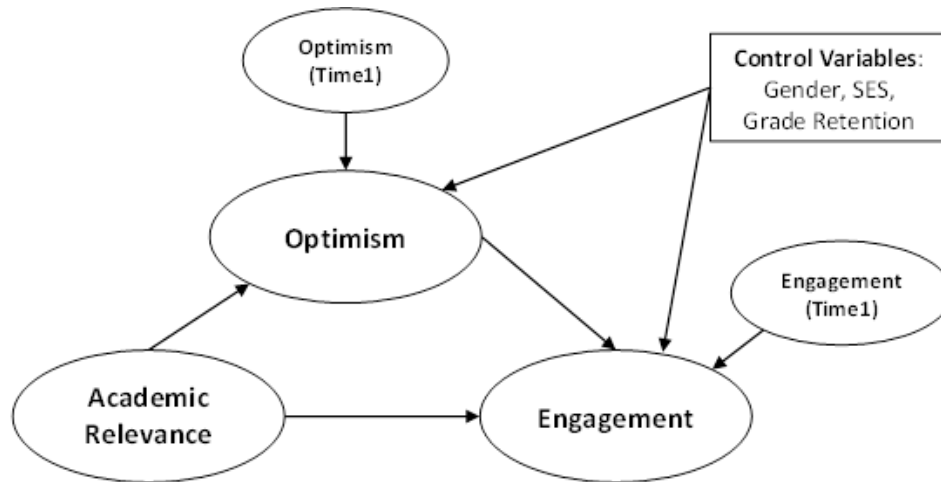 Optimism
(Time1)
Control Variables:
Gender, SES,
Grade Retention
Optimism
Engagement
(Time1)
Academic
Relevance
Engagement